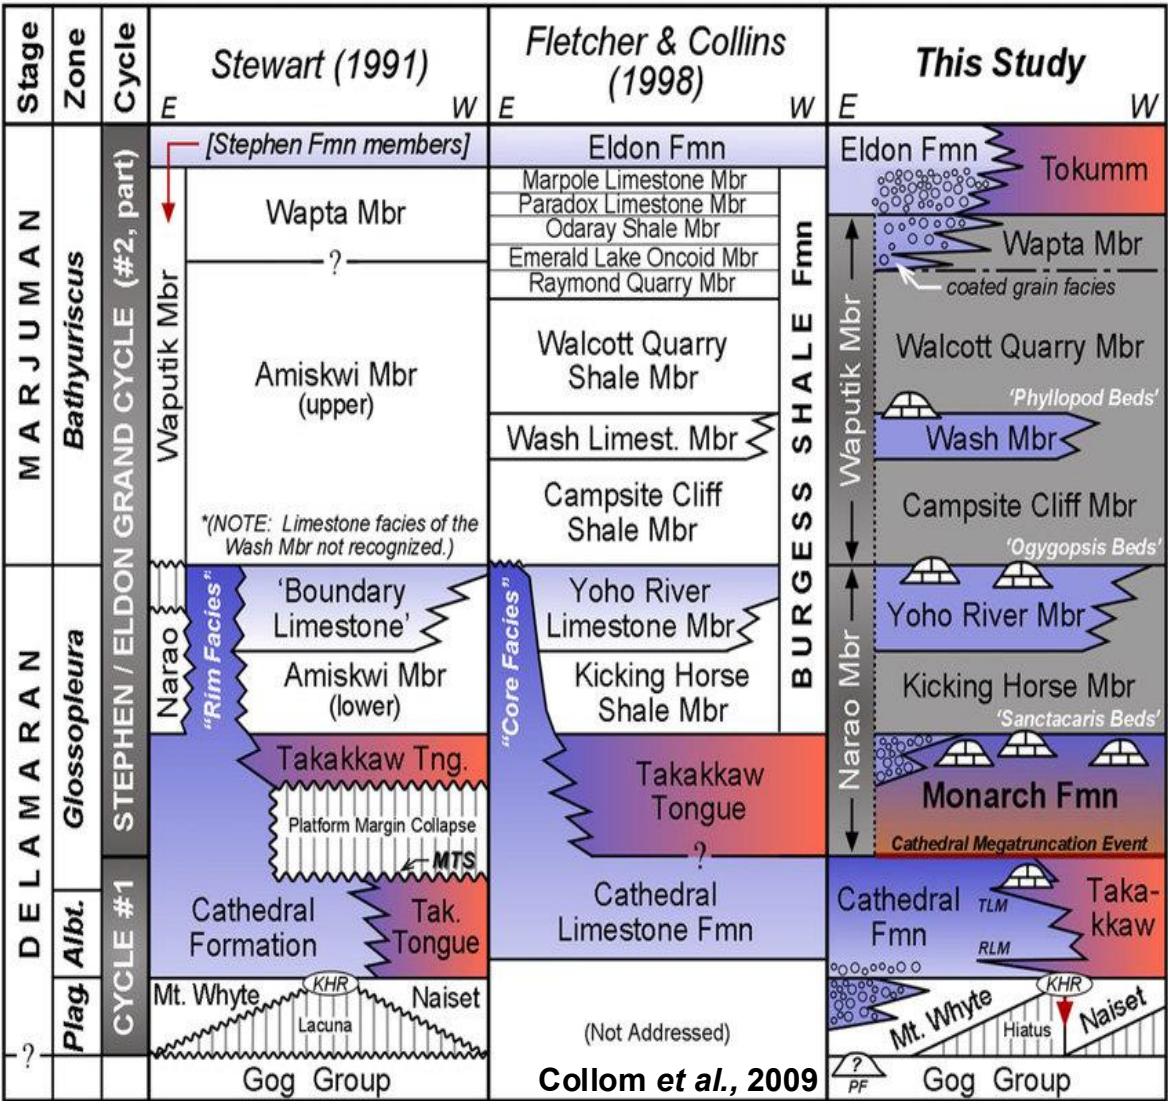 Stage
Zone
Cycle
Stewart (1991)
E
W
Fletcher & Collins
(1998)
E
W
This Study
E
W
MARJUMAN
DELAMARAN
?
Bathyuriscus
Glossopleura
Albt.
Plag.
STEPHEN / ELDON GRAND CYCLE (#2, part)
CYCLE #1
[Stephen Fmn members]
Waputik Mbr
Wapta Mbr
?
Amiskwi Mbr
(upper)
*(NOTE: Limestone facies of the
Wash Mbr not recognized.)
Narao
"Rim Facies"
'Boundary
Limestone'
Amiskwi Mbr
(lower)
Takakkaw Tng.
Platform Margin Collapse
MTS
Cathedral
Formation
Tak.
Tongue
Mt. Whyte
KHR
Naiset
Lacuna
Gog Group
Eldon Fmn
Marpole Limestone Mbr
Paradox Limestone Mbr
Odaray Shale Mbr
Emerald Lake Oncoid Mbr
Raymond Quarry Mbr
Walcott Quarry
Shale Mbr
Wash Limest. Mbr
Campsite Cliff
Shale Mbr
BURGESS SHALE Fmn
"Core Facies"
Yoho River
Limestone Mbr
Kicking Horse
Shale Mbr
Takakkaw
Tongue
?
Cathedral
Limestone Fmn
(Not Addressed)
Collom et al., 2009
Eldon Fmn
Tokumm
Waputik Mbr
Wapta Mbr
coated grain facies
Walcott Quarry Mbr
'Phyllopod Beds'
Wash Mbr
Campsite Cliff Mbr
'Ogygopsis Beds'
Narao Mbr
Yoho River Mbr
Kicking Horse Mbr
'Sanctacaris Beds'
Monarch Fmn
Cathedral Megatruncation Event
Cathedral
Fmn
TLM
RLM
Taka-
kkaw
KHR
Mt. Whyte
Hiatus
Naiset
?
PF
Gog Group